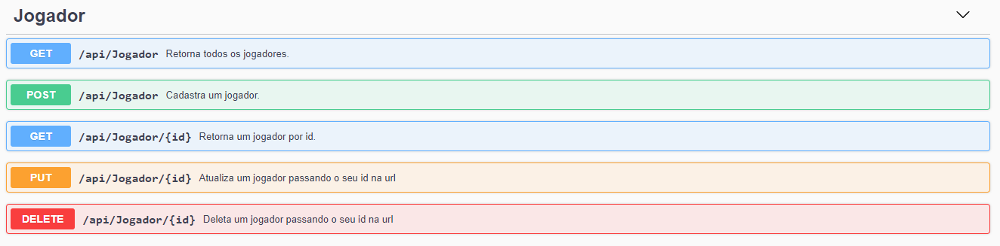 Jogador
GET /api/Jogador Retorna todos os jogadores.
POST /api/Jogador Cadastra um jogador.
GET /api/Jogador/{id} Retorna um jogador por id.
PUT /api/Jogador/{id} Atualiza um jogador passando o seu id na url
DELETE /api/Jogador/{id} Deleta um jogador passando o seu id na url